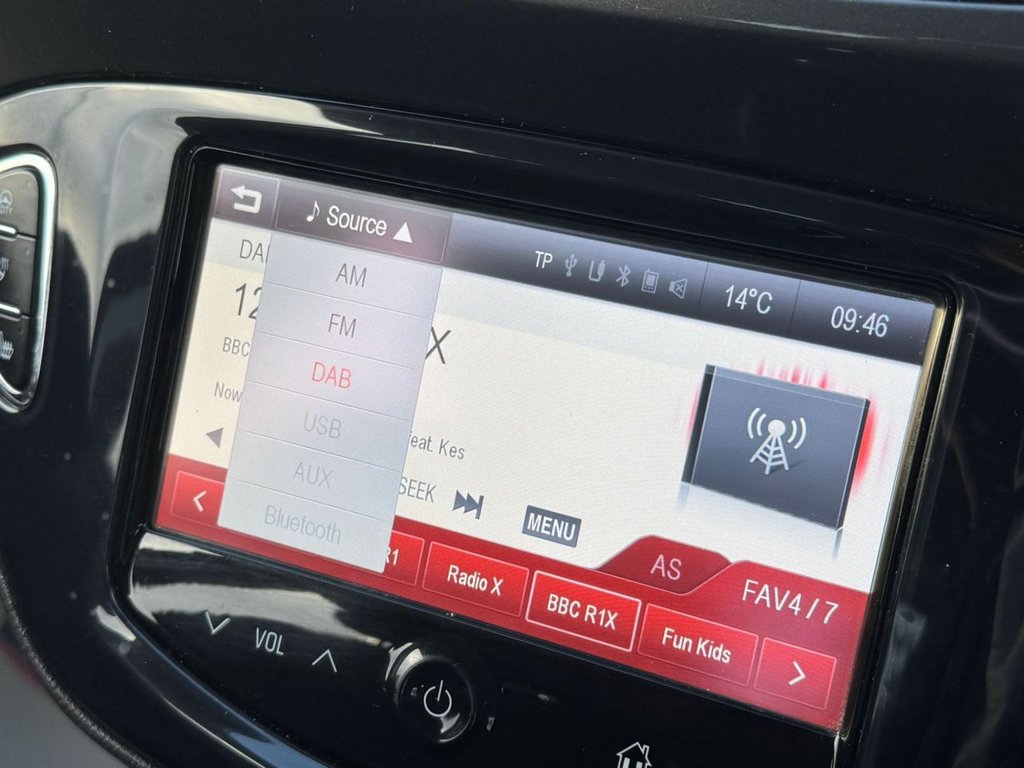 Source
TP
14°C
09:46
DA
AM
FM
DAB
USB
AUX
Bluetooth
12
X
BBC
Now
feat. Kes
SEEK
MENU
AS
FAV4 / 7
R1
Radio X
BBC R1X
Fun Kids
VOL
CITY